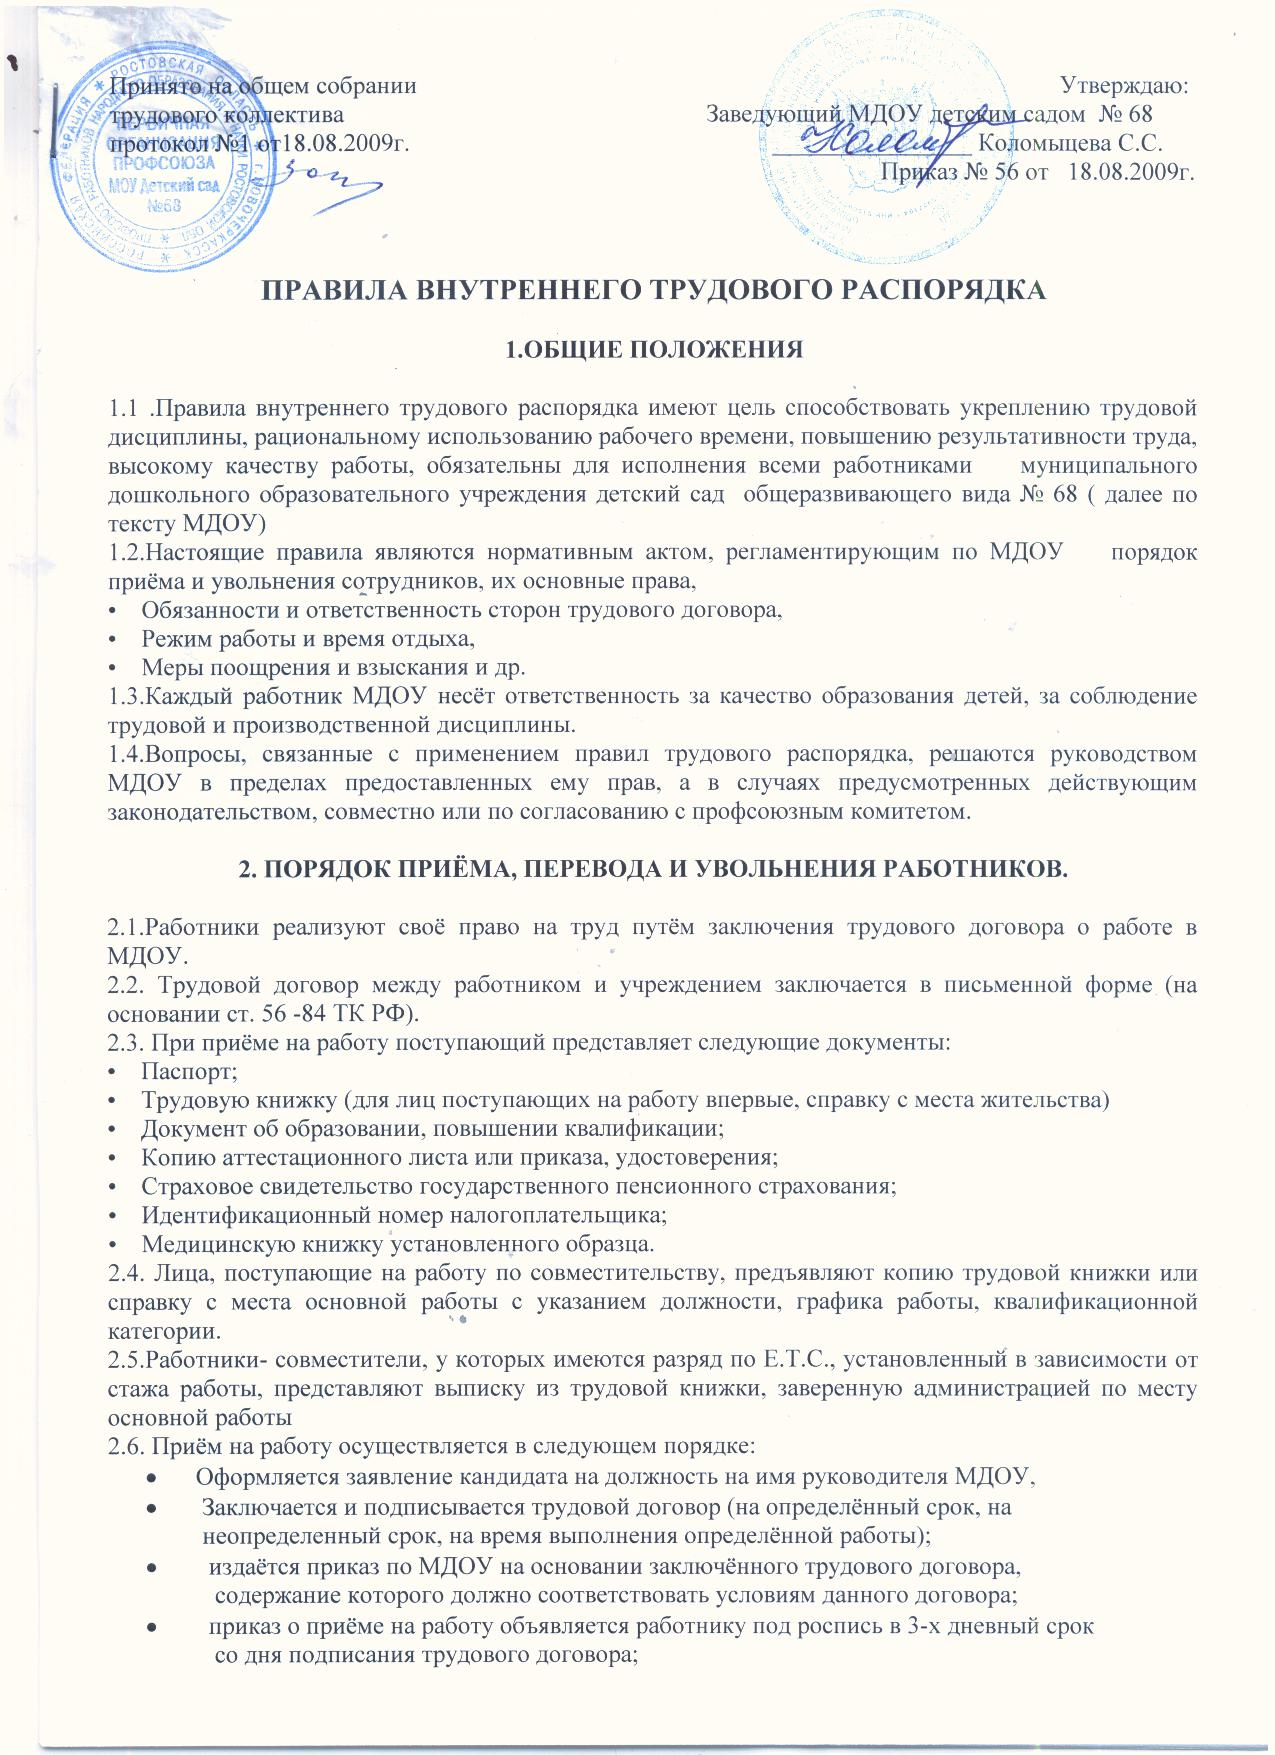 Принято на общем собрании
трудового коллектива
протокол №1 от18.08.2009г.
Утверждаю:
Заведующий МДОУ детским садом № 68
Коломыцева С.С.
Приказ № 56 от 18.08.2009г.
ПРОФСОЮЗА
МОУ Детский сад
№68
ПРАВИЛА ВНУТРЕННЕГО ТРУДОВОГО РАСПОРЯДКА
1.ОБЩИЕ ПОЛОЖЕНИЯ
1.1 .Правила внутреннего трудового распорядка имеют цель способствовать укреплению трудовой
дисциплины, рациональному использованию рабочего времени, повышению результативности труда,
высокому качеству работы, обязательны для исполнения всеми работниками муниципального
дошкольного образовательного учреждения детский сад общеразвивающего вида № 68 ( далее по
тексту МДОУ)
1.2.Настоящие правила являются нормативным актом, регламентирующим по МДОУ порядок
приёма и увольнения сотрудников, их основные права,
• Обязанности и ответственность сторон трудового договора,
• Режим работы и время отдыха,
• Меры поощрения и взыскания и др.
1.3.Каждый работник МДОУ несёт ответственность за качество образования детей, за соблюдение
трудовой и производственной дисциплины.
1.4.Вопросы, связанные с применением правил трудового распорядка, решаются руководством
МДОУ в пределах предоставленных ему прав, а в случаях предусмотренных действующим
законодательством, совместно или по согласованию с профсоюзным комитетом.
2. ПОРЯДОК ПРИЁМА, ПЕРЕВОДА И УВОЛЬНЕНИЯ РАБОТНИКОВ.
2.1.Работники реализуют своё право на труд путём заключения трудового договора о работе в
МДОУ.
2.2. Трудовой договор между работником и учреждением заключается в письменной форме (на
основании ст. 56 -84 ТК РФ).
2.3. При приёме на работу поступающий представляет следующие документы:
• Паспорт;
• Трудовую книжку (для лиц поступающих на работу впервые, справку с места жительства)
• Документ об образовании, повышении квалификации;
• Копию аттестационного листа или приказа, удостоверения;
• Страховое свидетельство государственного пенсионного страхования;
• Идентификационный номер налогоплательщика;
• Медицинскую книжку установленного образца.
2.4. Лица, поступающие на работу по совместительству, предъявляют копию трудовой книжки или
справку с места основной работы с указанием должности, графика работы, квалификационной
категории.
2.5.Работники- совместители, у которых имеются разряд по Е.Т.С., установленный в зависимости от
стажа работы, представляют выписку из трудовой книжки, заверенную администрацией по месту
основной работы
2.6. Приём на работу осуществляется в следующем порядке:
• Оформляется заявление кандидата на должность на имя руководителя МДОУ,
• Заключается и подписывается трудовой договор (на определённый срок, на
неопределенный срок, на время выполнения определённой работы);
• издаётся приказ по МДОУ на основании заключённого трудового договора,
содержание которого должно соответствовать условиям данного договора;
• приказ о приёме на работу объявляется работнику под роспись в 3-х дневный срок
со дня подписания трудового договора;